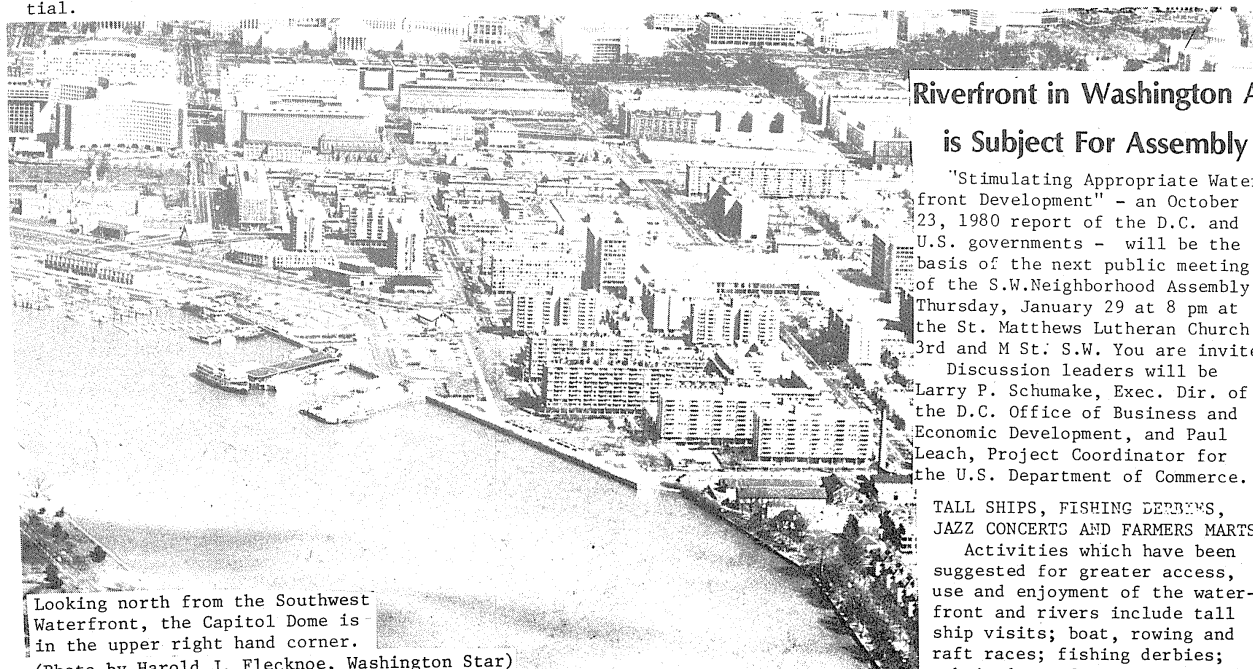 tial.
Riverfront in Washington A
is Subject For Assembly
"Stimulating Appropriate Wate
front Development" - an October
23, 1980 report of the D.C. and
U.S. governments - will be the
basis of the next public meeting
of the S.W.Neighborhood Assembly
Thursday, January 29 at 8 pm at
the St. Matthews Lutheran Church
3rd and M St. S.W. You are invite
Discussion leaders will be
Larry P. Schumake, Exec. Dir. of
the D.C. Office of Business and
Economic Development, and Paul
Leach, Project Coordinator for
the U.S. Department of Commerce.
TALL SHIPS, FISHING DERBIES,
JAZZ CONCERTS AND FARMERS MARTS
Activities which have been
suggested for greater access,
use and enjoyment of the water-
front and rivers include tall
ship visits; boat, rowing and
raft races; fishing derbies;
Looking north from the Southwest
Waterfront, the Capitol Dome is
in the upper right hand corner.
(Photo by Harold J. Flecknoe, Washington Star)